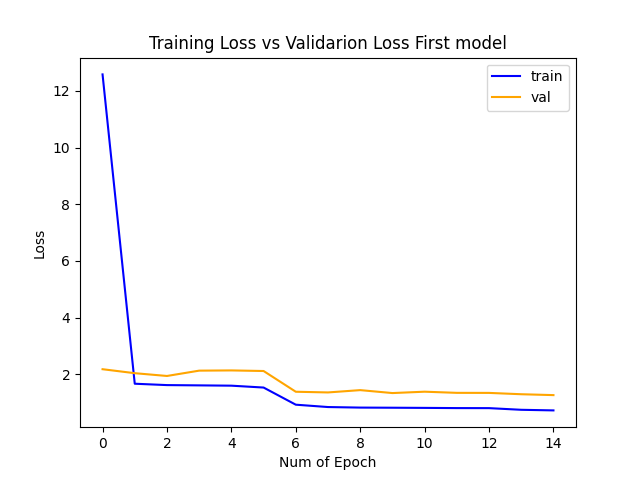 Training Loss vs Validarion Loss First model
train
val
12
10
8
6
4
2
Loss
0 2 4 6 8 10 12 14
Num of Epoch